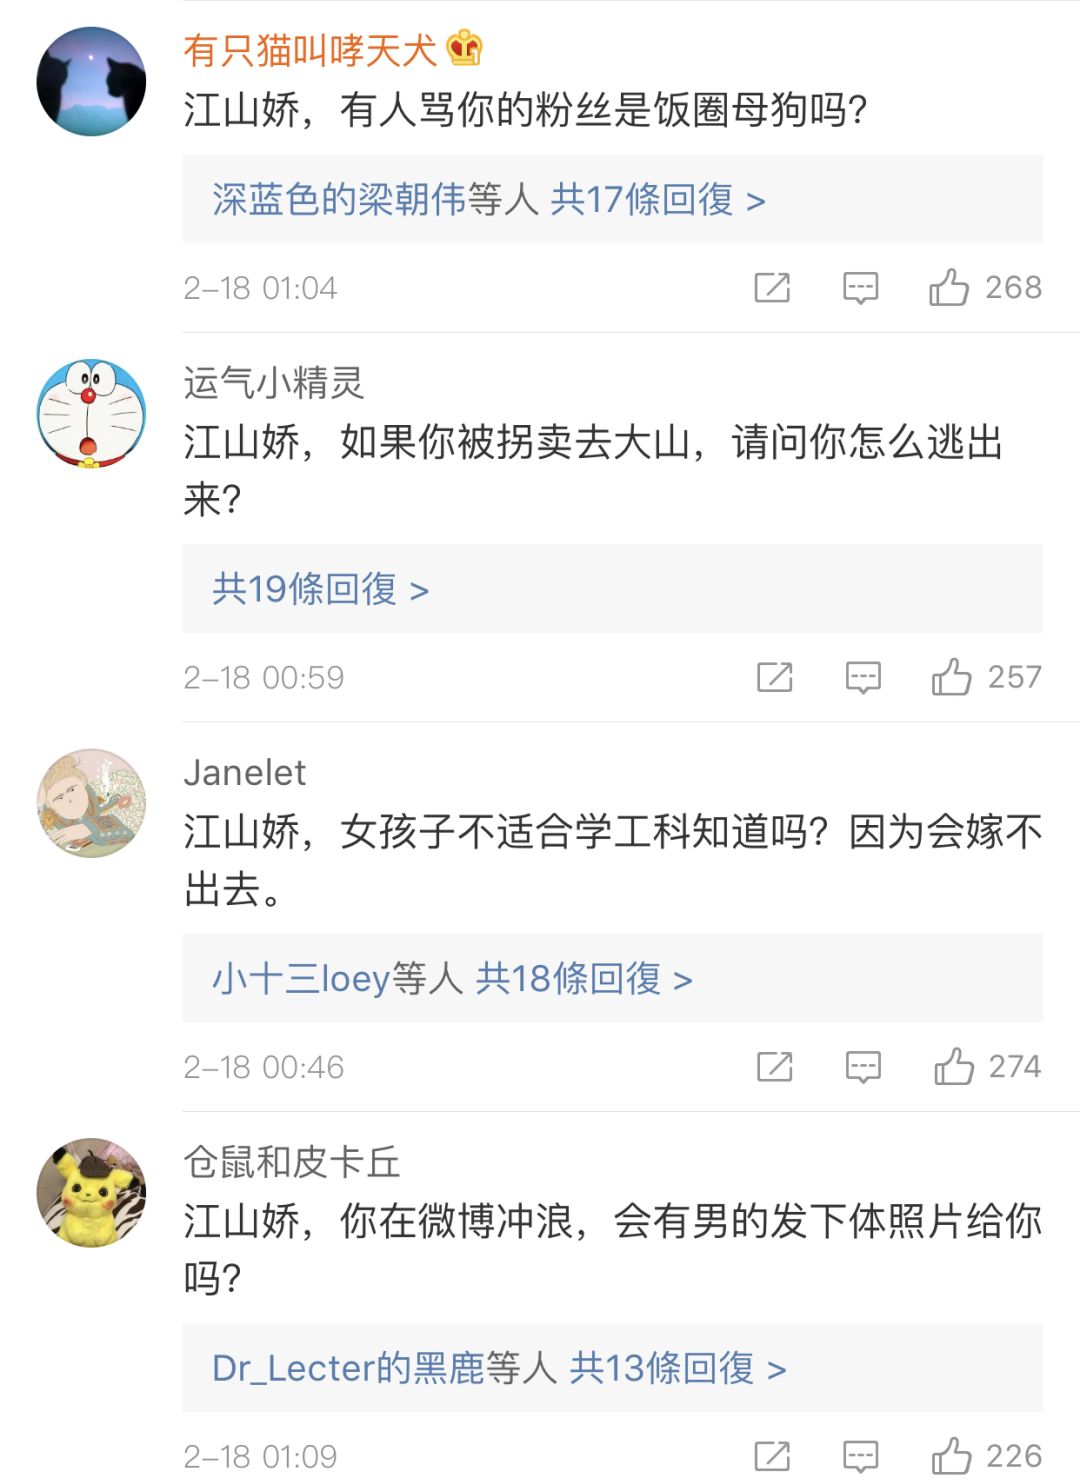 有只猫叫哮天犬
江山娇，有人骂你的粉丝是饭圈母狗吗？
深蓝色的梁朝伟等人 共17條回復 >
2-18 01:04 268
运气小精灵
江山娇，如果你被拐卖去大山，请问你怎么逃出
来？
共19條回復 >
2-18 00:59 257
Janelet
江山娇，女孩子不适合学工科知道吗？因为会嫁不
出去。
小十三loey等人 共18條回復 >
2-18 00:46 274
仓鼠和皮卡丘
江山娇，你在微博冲浪，会有男的发下体照片给你
吗？
Dr_Lecter的黑鹿等人 共13條回復 >
2-18 01:09 226